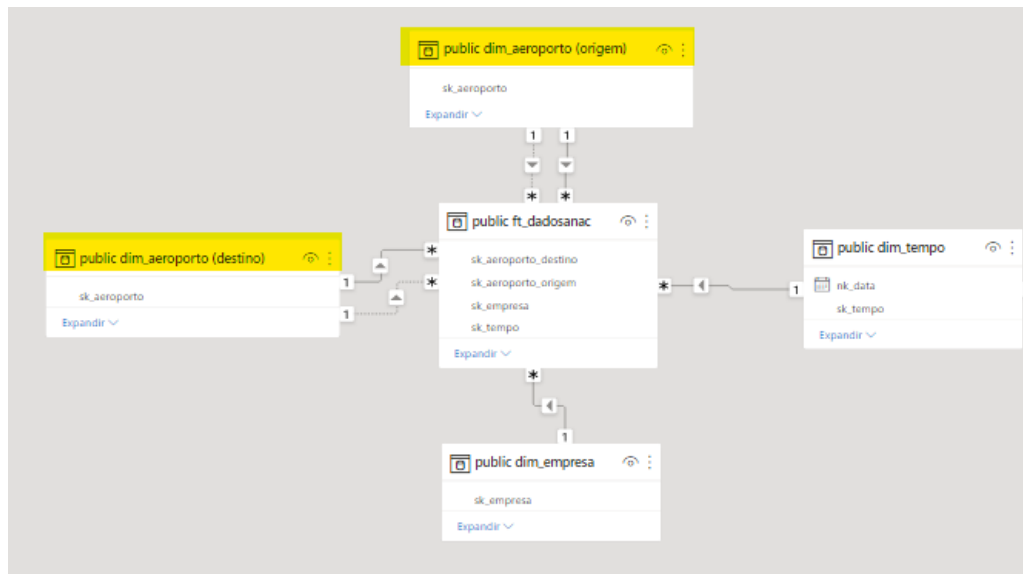 public dim_aeroporto (origem)
sk_aeroporto
Expandir
1 1
* *
public ft_dadosanac
sk_aeroporto_destino
sk_aeroporto_origem
sk_empresa
sk_tempo
Expandir
public dim_aeroporto (destino)
sk_aeroporto
Expandir
*
1
*
1
public dim_tempo
nk_data
sk_tempo
Expandir
*
1
*
1
public dim_empresa
sk_empresa
Expandir